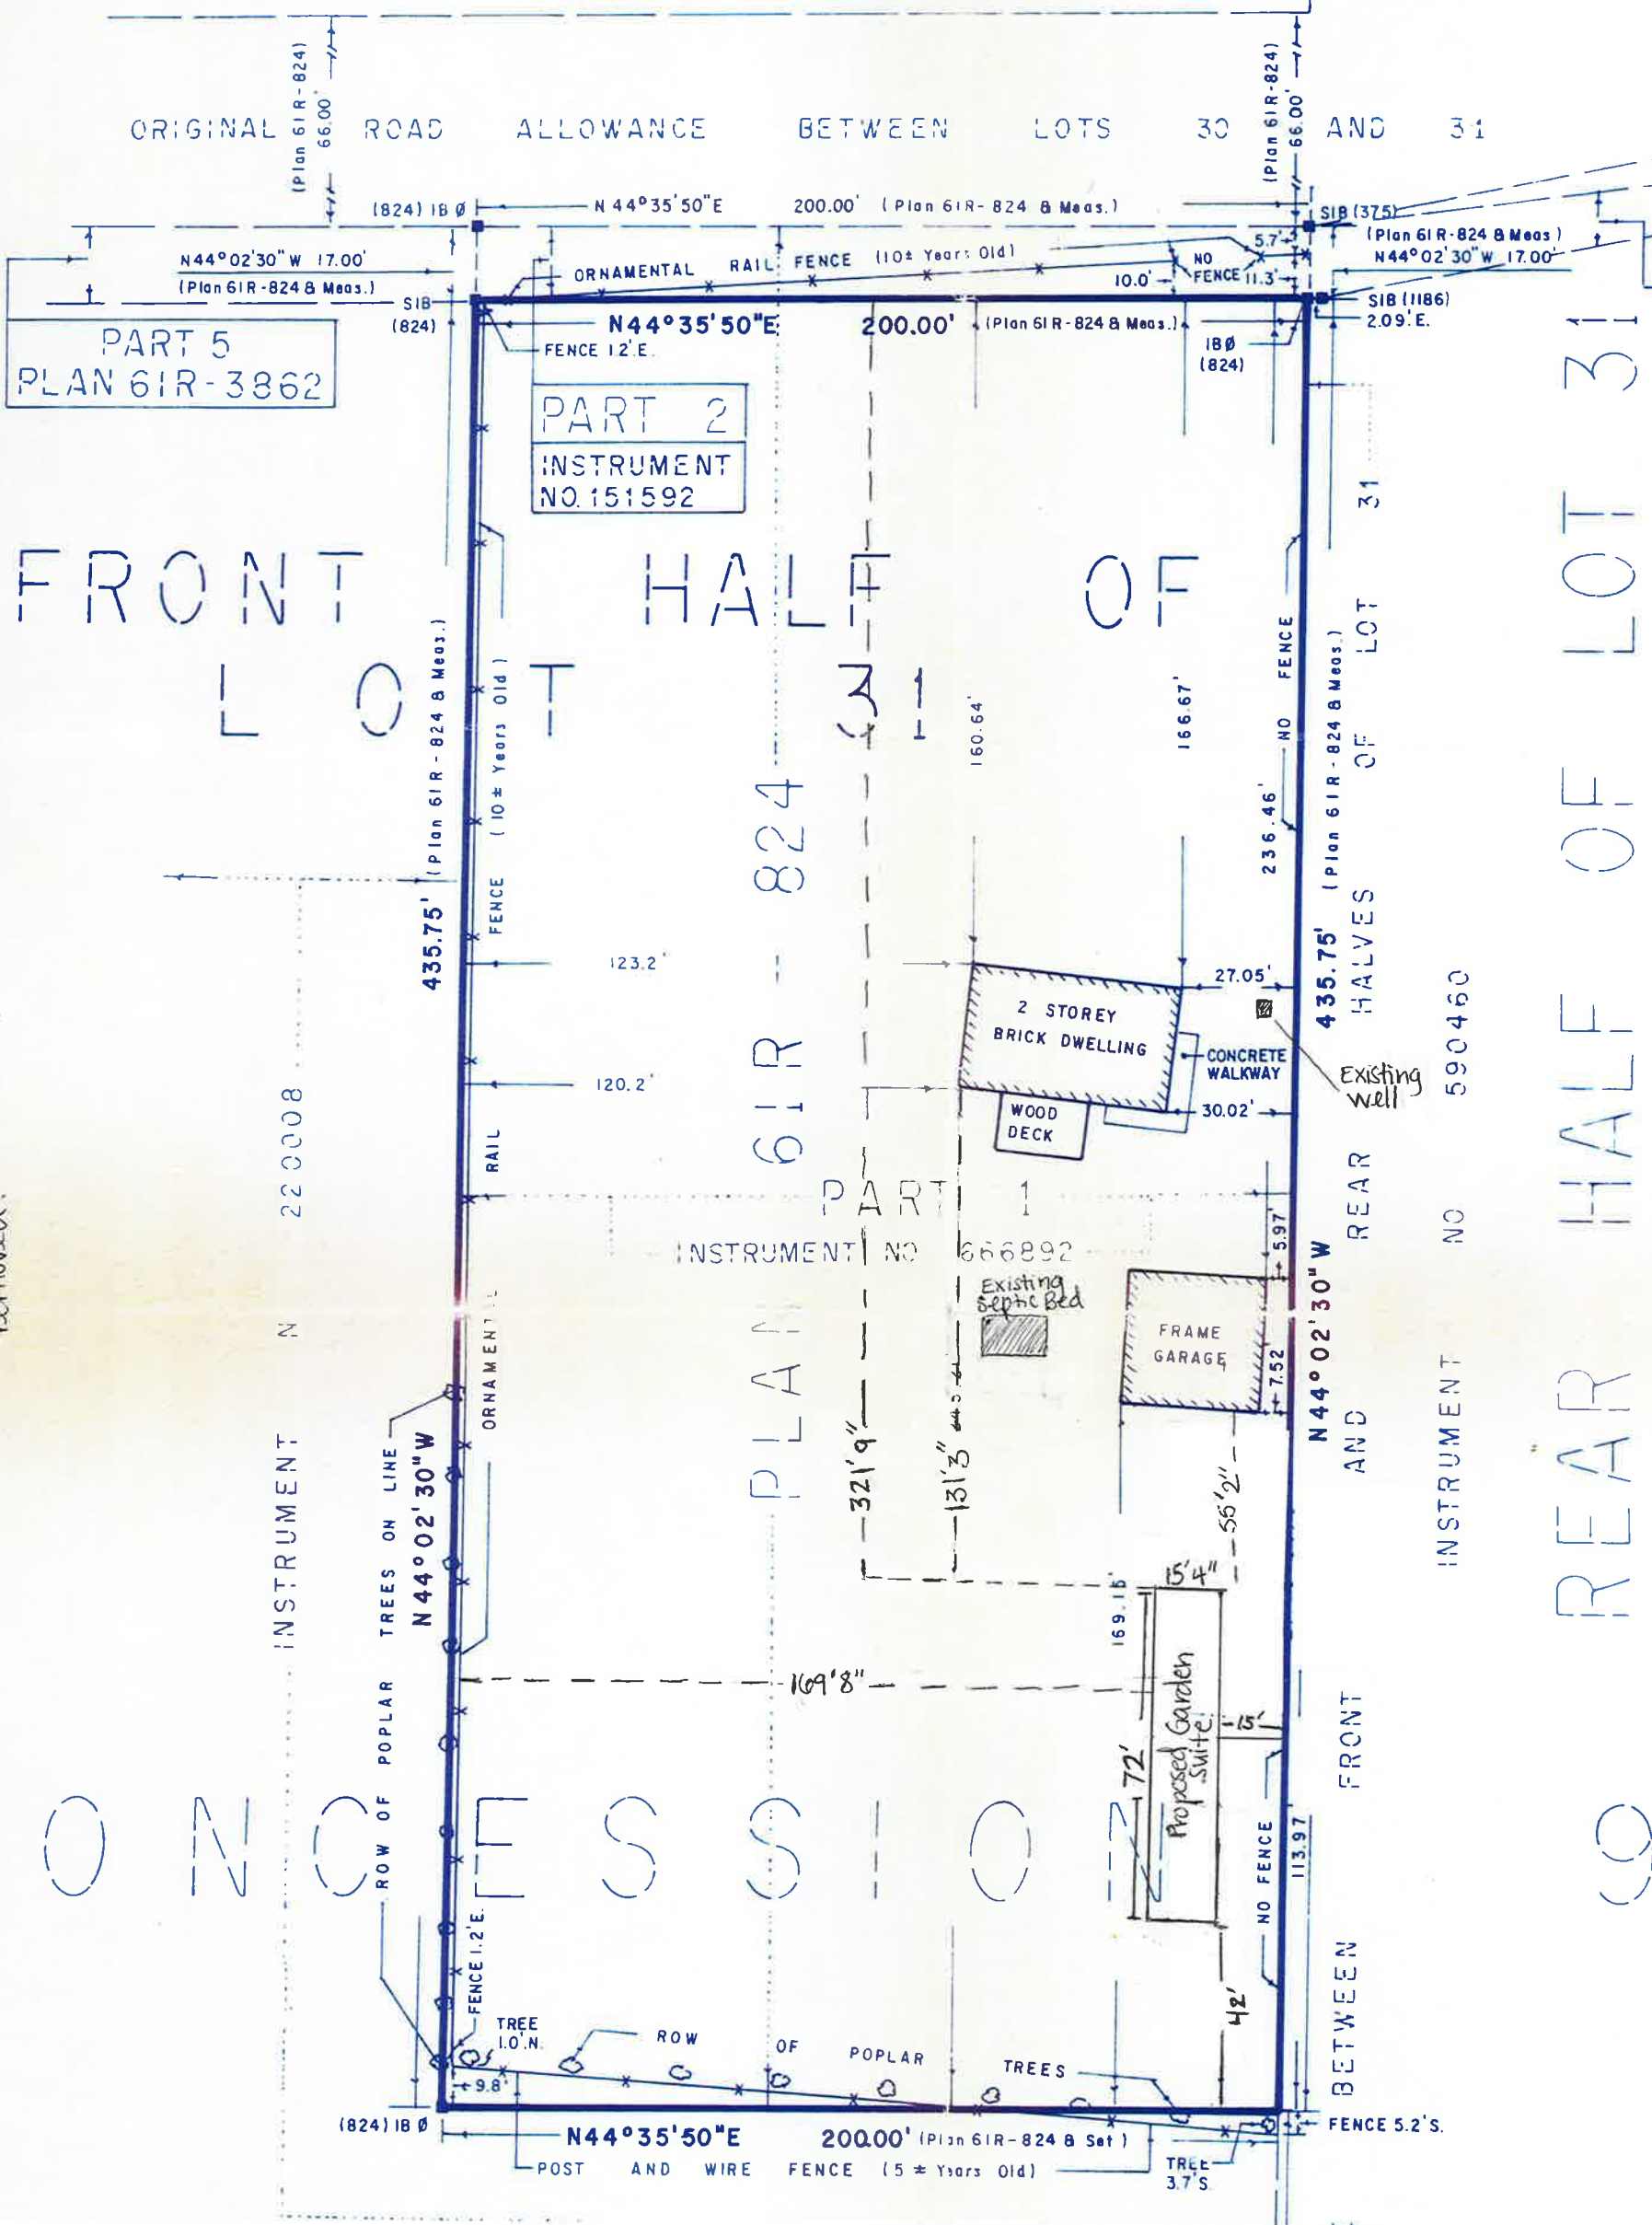 (Plan 61R-824)
66.00'
(Plan 61R-824)
66.00'
ORIGINAL ROAD ALLOWANCE BETWEEN LOTS 30 AND 31
(824) IB Ø
N 44°35'50"E 200.00' (Plan 61R-824 & Meas.)
SIB (375)
(Plan 61R-824 & Meas)
N44°02'30"W 17.00'
N44°02'30"W 17.00'
(Plan 61R-824 & Meas.)
ORNAMENTAL RAIL FENCE (10± Years Old)
5.7'
NO
FENCE
10.0'
11.3'
SIB
(824)
SIB (1186)
2.09'.E.
N44°35'50"E 200.00' (Plan 61R-824 & Meas.)
FENCE 1.2'E.
IBØ
(824)
PART 5
PLAN 61R-3862
PART 2
INSTRUMENT
NO. 151592
FRONT HALF OF
LOT 31
435.75' (Plan 61R-824 & Meas.)
FENCE (10± Years Old)
RAIL
ORNAMENTAL
PLAN 61R-824
160.64'
166.67'
236.46'
NO FENCE
435.75' (Plan 61R-824 & Meas.)
N44°02'30"W
BETWEEN FRONT AND REAR HALVES OF LOT 31
INSTRUMENT NO 590460
REAR HALF OF LOT 31
123.2'
120.2'
2 STOREY
BRICK DWELLING
27.05'
CONCRETE
WALKWAY
30.02'
WOOD
DECK
Existing
well
INSTRUMENT N 220008
PART 1
INSTRUMENT NO 666892
Existing
Septic Bed
5.97'
FRAME
GARAGE
7.52
321'9"
131'3"
55'2"
169.15'
15'4"
169'8"
Proposed Garden
Suite
72'
15'
42'
NO FENCE
113.97
ROW OF POPLAR TREES ON LINE
N44°02'30"W
ONCESSION
9
FENCE 1.2'E.
TREE
1.0'N.
ROW OF POPLAR TREES
9.8'
(824) IB Ø
N44°35'50"E 200.00' (Plan 61R-824 & Set)
POST AND WIRE FENCE (5± Years Old)
FENCE 5.2'S.
TREE
3.7'S